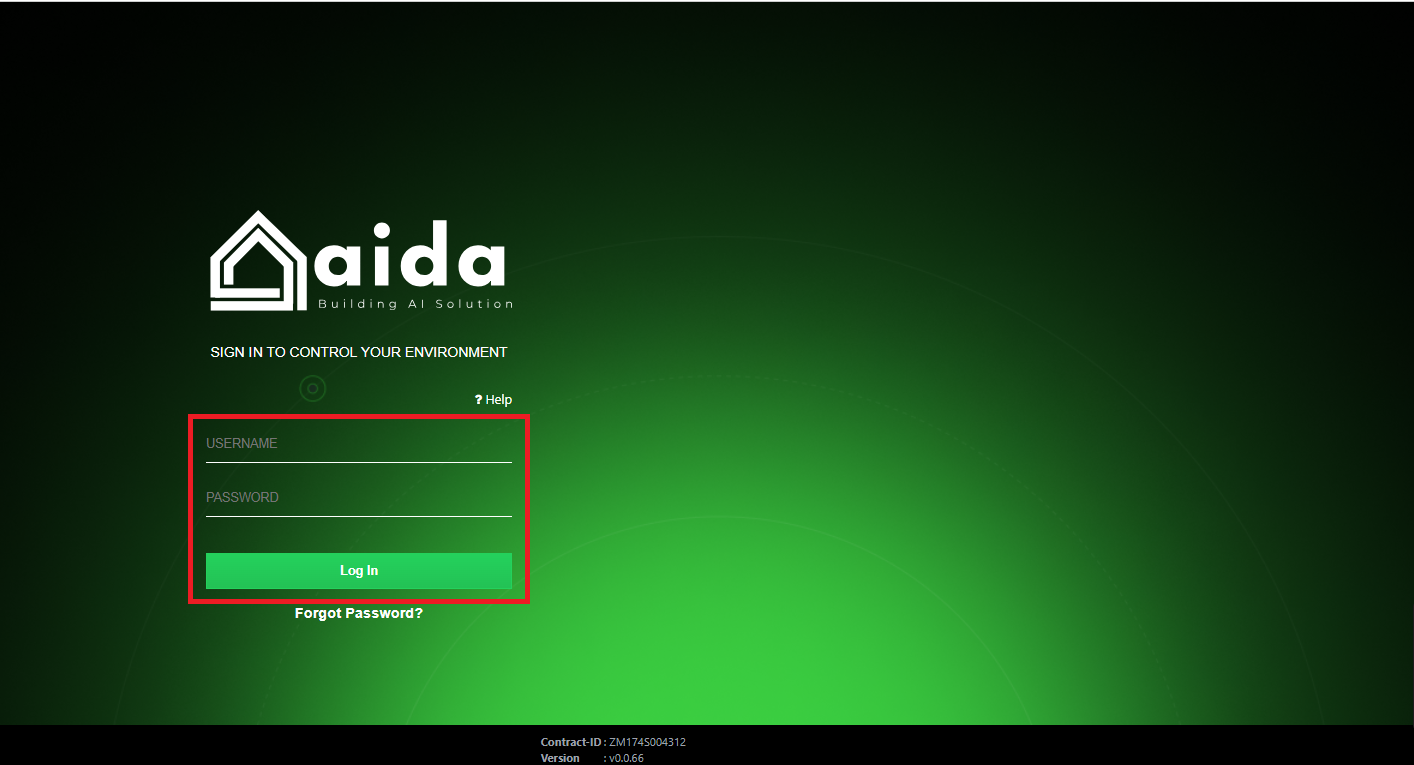 aida
Building AI Solution
SIGN IN TO CONTROL YOUR ENVIRONMENT
? Help
USERNAME
PASSWORD
Log In
Forgot Password?
Contract-ID : ZM174S004312
Version : v0.0.66